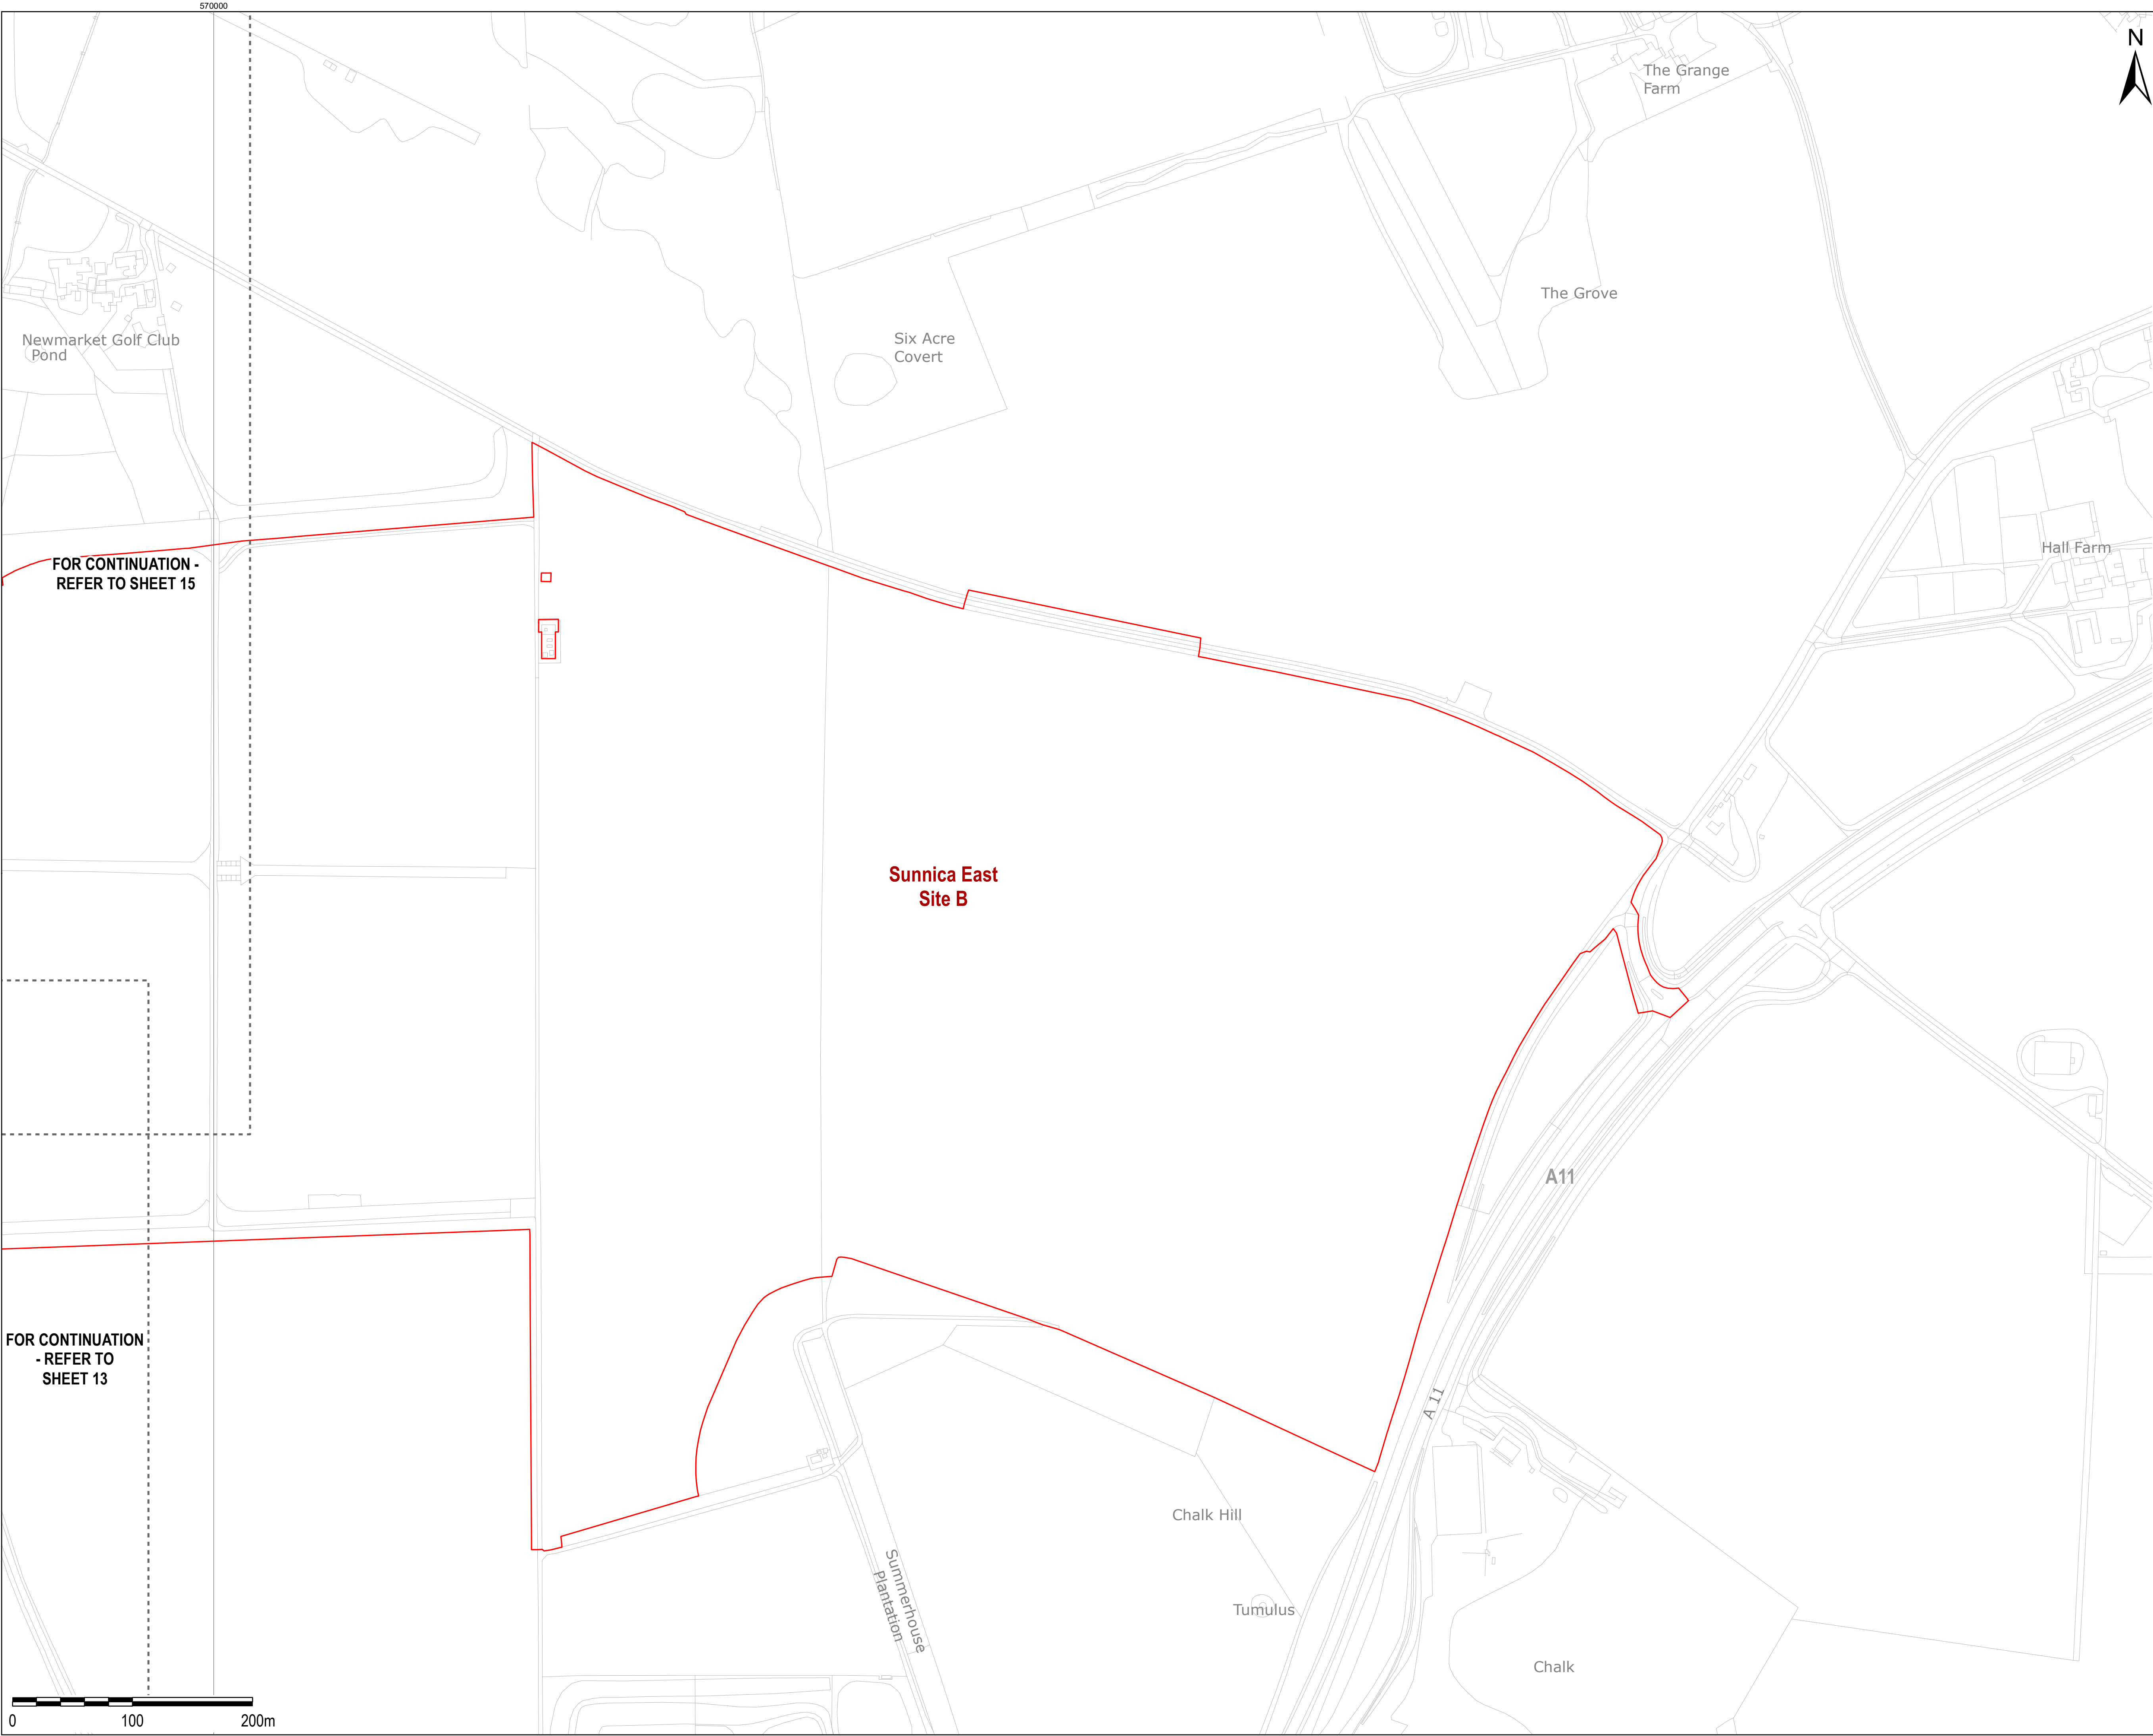 570000
N
The Grange
Farm
The Grove
Newmarket Golf Club
Pond
Six Acre
Covert
Hall Farm
FOR CONTINUATION -
REFER TO SHEET 15
Sunnica East
Site B
A11
FOR CONTINUATION
- REFER TO
SHEET 13
A 11
Chalk Hill
Summerhouse
Plantation
Tumulus
Chalk
0 100 200m